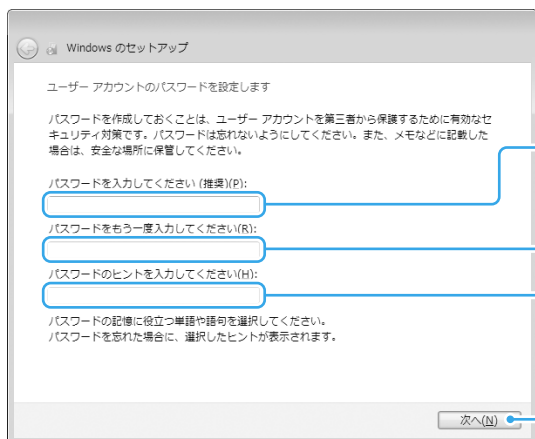 Windows のセットアップ
ユーザー アカウントのパスワードを設定します
パスワードを作成しておくことは、ユーザー アカウントを第三者から保護するために有効なセ
キュリティ対策です。パスワードは忘れないようにしてください。また、メモなどに記載した
場合は、安全な場所に保管してください。
パスワードを入力してください (推奨)(P):
パスワードをもう一度入力してください(R):
パスワードのヒントを入力してください(H):
パスワードの記憶に役立つ単語や語句を選択してください。
パスワードを忘れた場合に、選択したヒントが表示されます。
次へ(N)